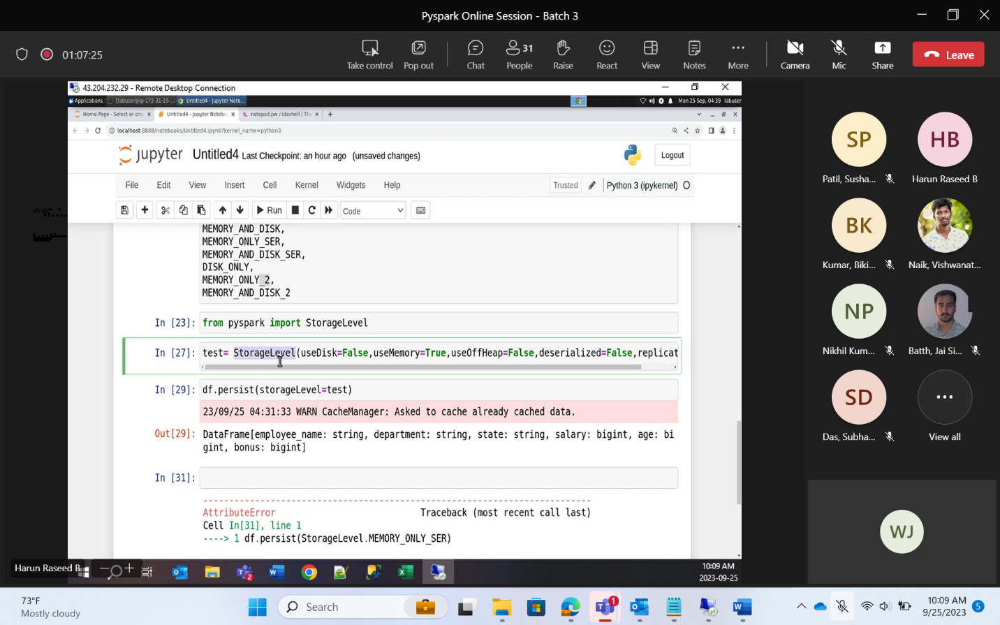 Pyspark Online Session - Batch 3
01:07:25
Take control
Pop out
Chat
31
People
Raise
React
View
Notes
More
Camera
Mic
Share
Leave
43.204.232.29 - Remote Desktop Connection
Applications
[labuser@ip-172-31-15-...
Untitled4 - Jupyter Note...
Mon 25 Sep, 04:39 labuser
Home Page - Select or cre
Untitled4 - Jupyter Noteboo
notepad.pw / idashell | The
localhost:8888/notebooks/Untitled4.ipynb?kernel_name=python3
jupyter Untitled4 Last Checkpoint: an hour ago (unsaved changes)
Logout
File Edit View Insert Cell Kernel Widgets Help
Trusted
Python 3 (ipykernel)
Run
Code
MEMORY_AND_DISK,
MEMORY_ONLY_SER,
MEMORY_AND_DISK_SER,
DISK_ONLY,
MEMORY_ONLY_2,
MEMORY_AND_DISK_2
In [23]: from pyspark import StorageLevel
In [27]: test= StorageLevel(useDisk=False,useMemory=True,useOffHeap=False,deserialized=False,replicat
In [29]: df.persist(storageLevel=test)
23/09/25 04:31:33 WARN CacheManager: Asked to cache already cached data.
Out[29]: DataFrame[employee_name: string, department: string, state: string, salary: bigint, age: bi
gint, bonus: bigint]
In [31]:
AttributeError Traceback (most recent call last)
Cell In[31], line 1
----> 1 df.persist(StorageLevel.MEMORY_ONLY_SER)
Harun Raseed B
2
10:09 AM
2023-09-25
SP
HB
Patil, Susha...
Harun Raseed B
BK
Kumar, Biki...
Naik, Vishwanat...
NP
Nikhil Kum...
Batth, Jai Si...
SD
Das, Subha...
View all
WJ
73°F
Mostly cloudy
Search
1
10:09 AM
9/25/2023
5